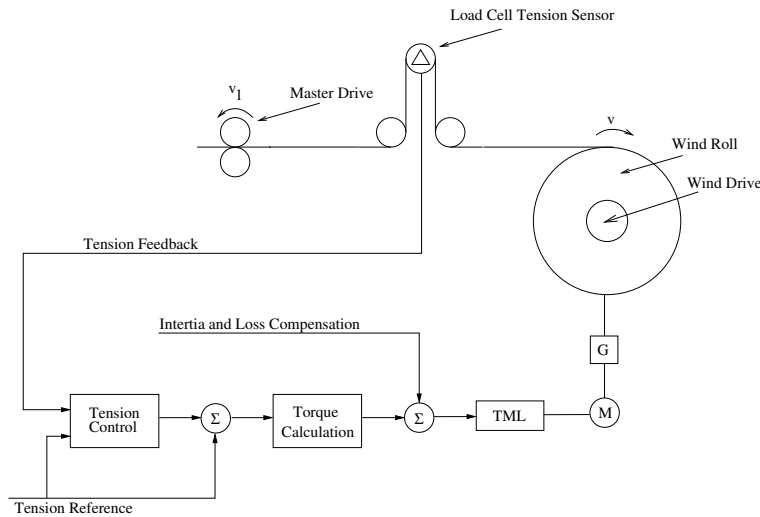 Load Cell Tension Sensor
v1
Master Drive
v
Wind Roll
Wind Drive
Tension Feedback
Intertia and Loss Compensation
G
Tension
Control
Σ
Torque
Calculation
Σ
TML
M
Tension Reference